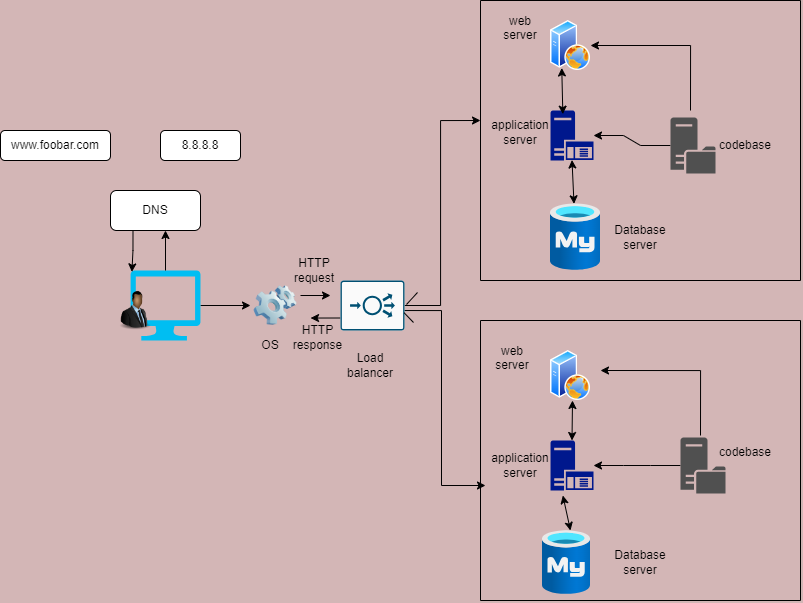 www.foobar.com
8.8.8.8
DNS
OS
HTTP
request
HTTP
response
Load
balancer
web
server
application
server
codebase
My
Database
server
web
server
application
server
codebase
My
Database
server